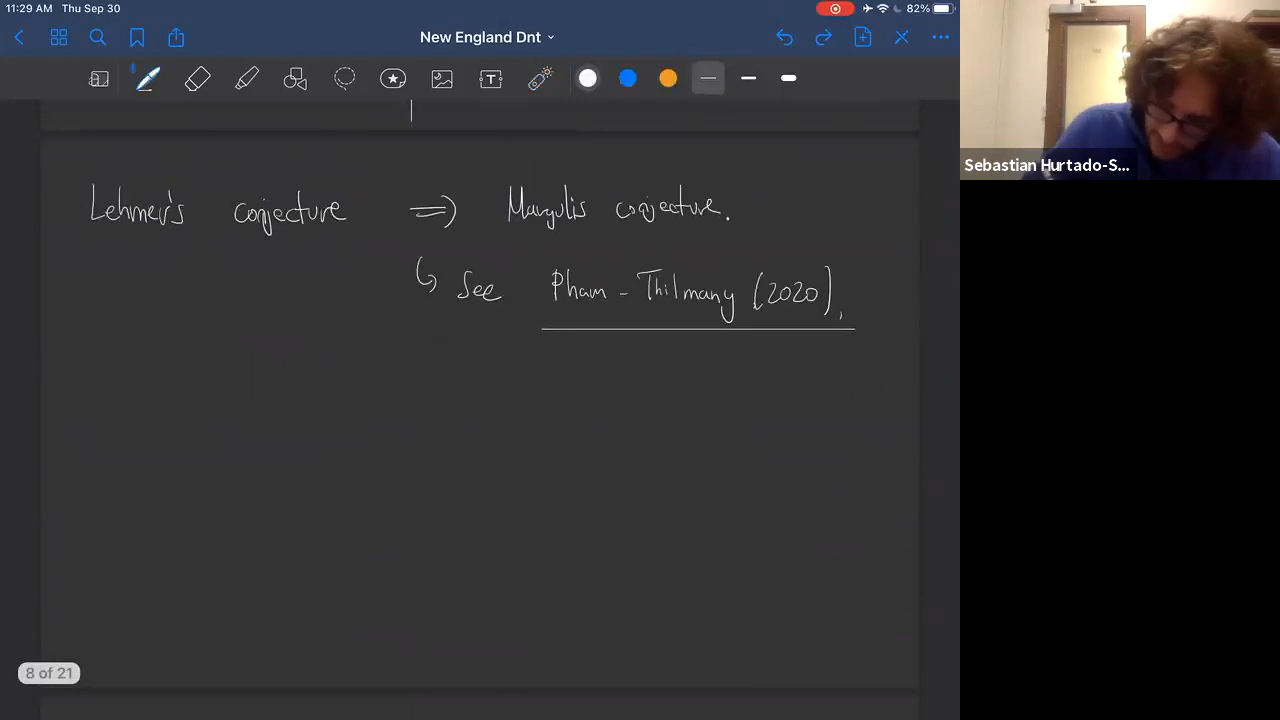 11:29 AM Thu Sep 30
82%
New England Dnt
Lehmer's conjecture ⇒ Margulis conjecture.
↳ See Pham - Thilmany (2020),
8 of 21
Sebastian Hurtado-S...